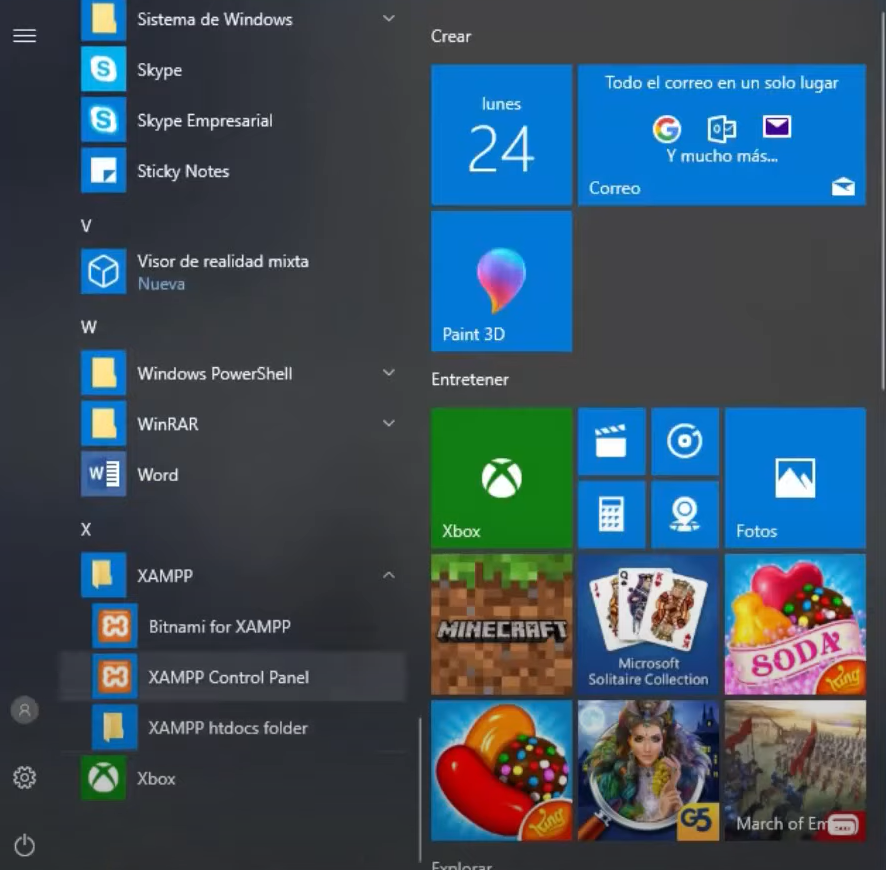 Sistema de Windows
Skype
Skype Empresarial
Sticky Notes
V
Visor de realidad mixta
Nueva
W
Windows PowerShell
WinRAR
Word
X
XAMPP
Bitnami for XAMPP
XAMPP Control Panel
XAMPP htdocs folder
Xbox
Crear
lunes
24
Todo el correo en un solo lugar
Y mucho más...
Correo
Paint 3D
Entretener
Xbox
Fotos
MINECRAFT
Microsoft
Solitaire Collection
SODA
King
King
G5
March of Em
Explorar